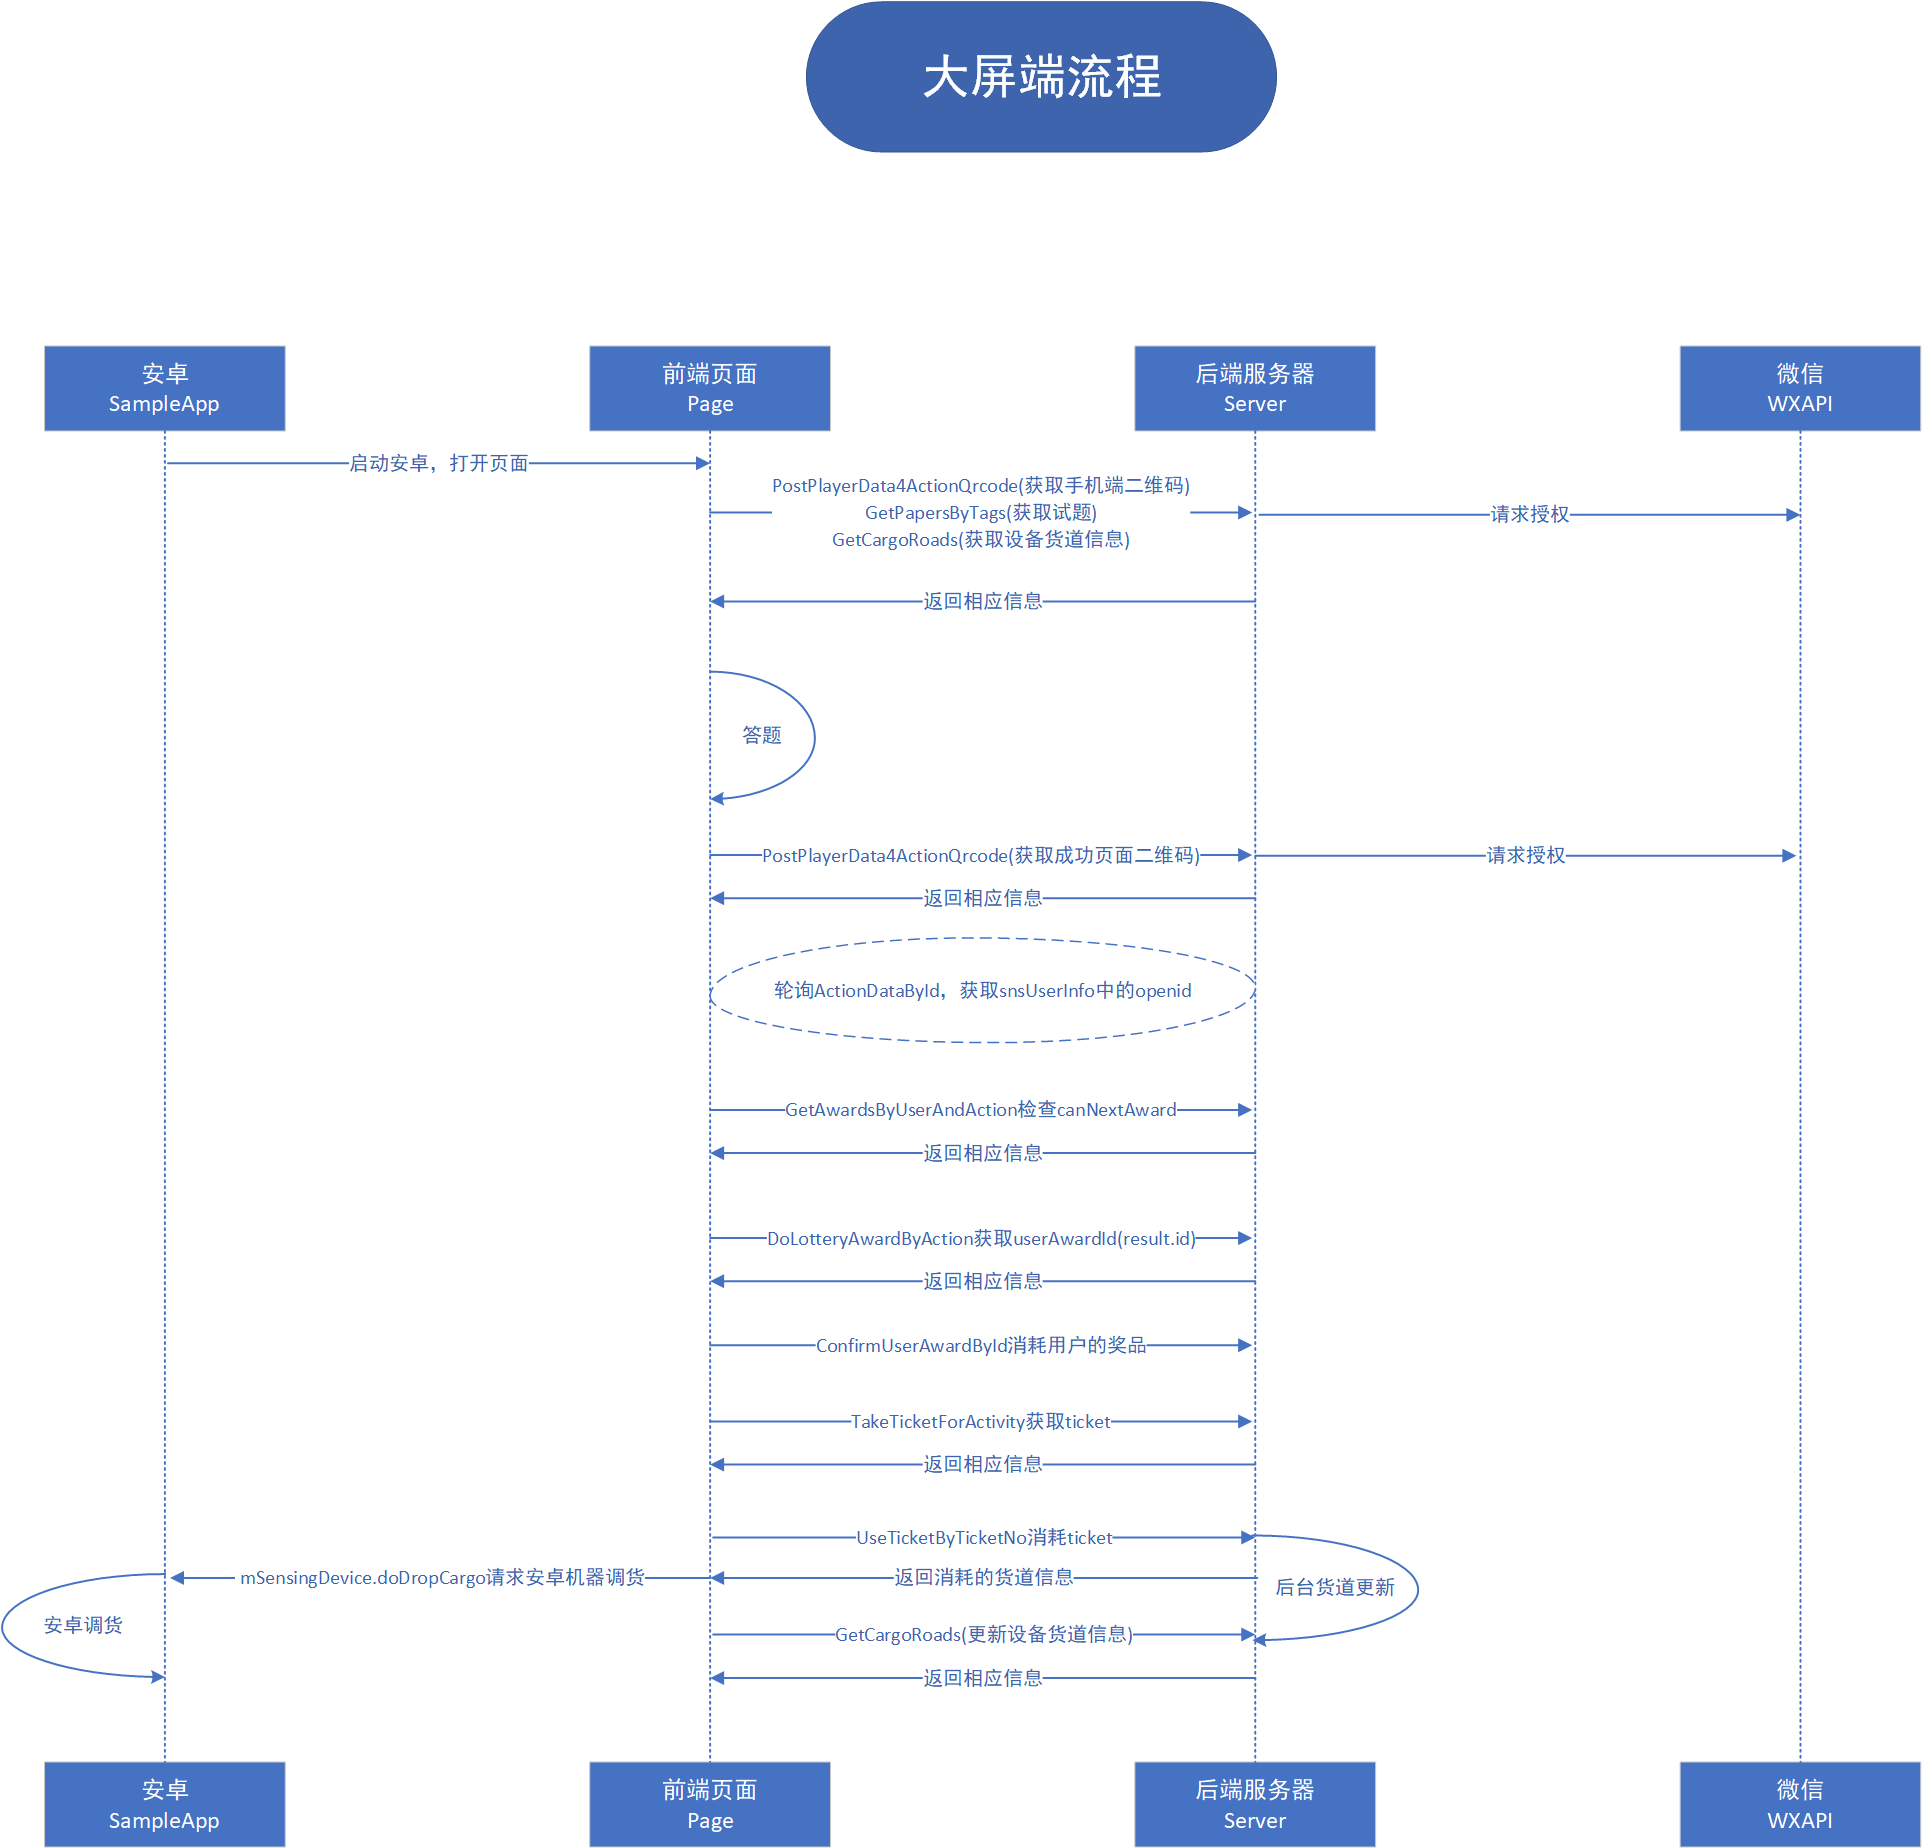 大屏端流程
安卓
SampleApp
前端页面
Page
后端服务器
Server
微信
WXAPI
启动安卓，打开页面
PostPlayerData4ActionQrcode(获取手机端二维码)
GetPapersByTags(获取试题)
GetCargoRoads(获取设备货道信息)
请求授权
返回相应信息
答题
PostPlayerData4ActionQrcode(获取成功页面二维码)
请求授权
返回相应信息
轮询ActionDataById，获取snsUserInfo中的openid
GetAwardsByUserAndAction检查canNextAward
返回相应信息
DoLotteryAwardByAction获取userAwardId(result.id)
返回相应信息
ConfirmUserAwardById消耗用户的奖品
TakeTicketForActivity获取ticket
返回相应信息
UseTicketByTicketNo消耗ticket
mSensingDevice.doDropCargo请求安卓机器调货
返回消耗的货道信息
后台货道更新
安卓调货
GetCargoRoads(更新设备货道信息)
返回相应信息
安卓
SampleApp
前端页面
Page
后端服务器
Server
微信
WXAPI